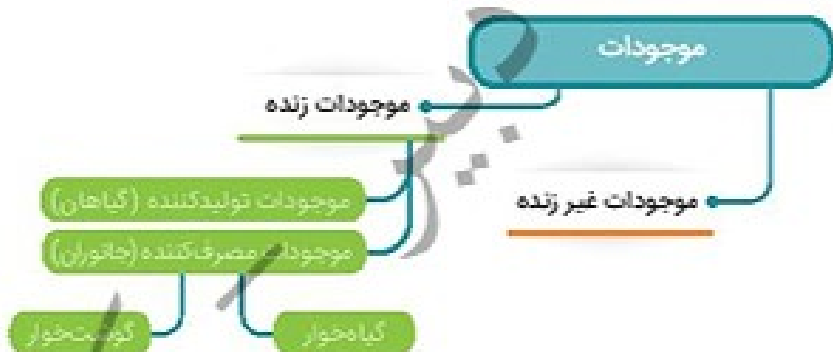 موجودات
موجودات زنده
موجودات غیر زنده
موجودات تولیدکننده (گیاهان)
موجودات مصرف‌کننده (جانوران)
گیاه‌خوار
گوشت‌خوار